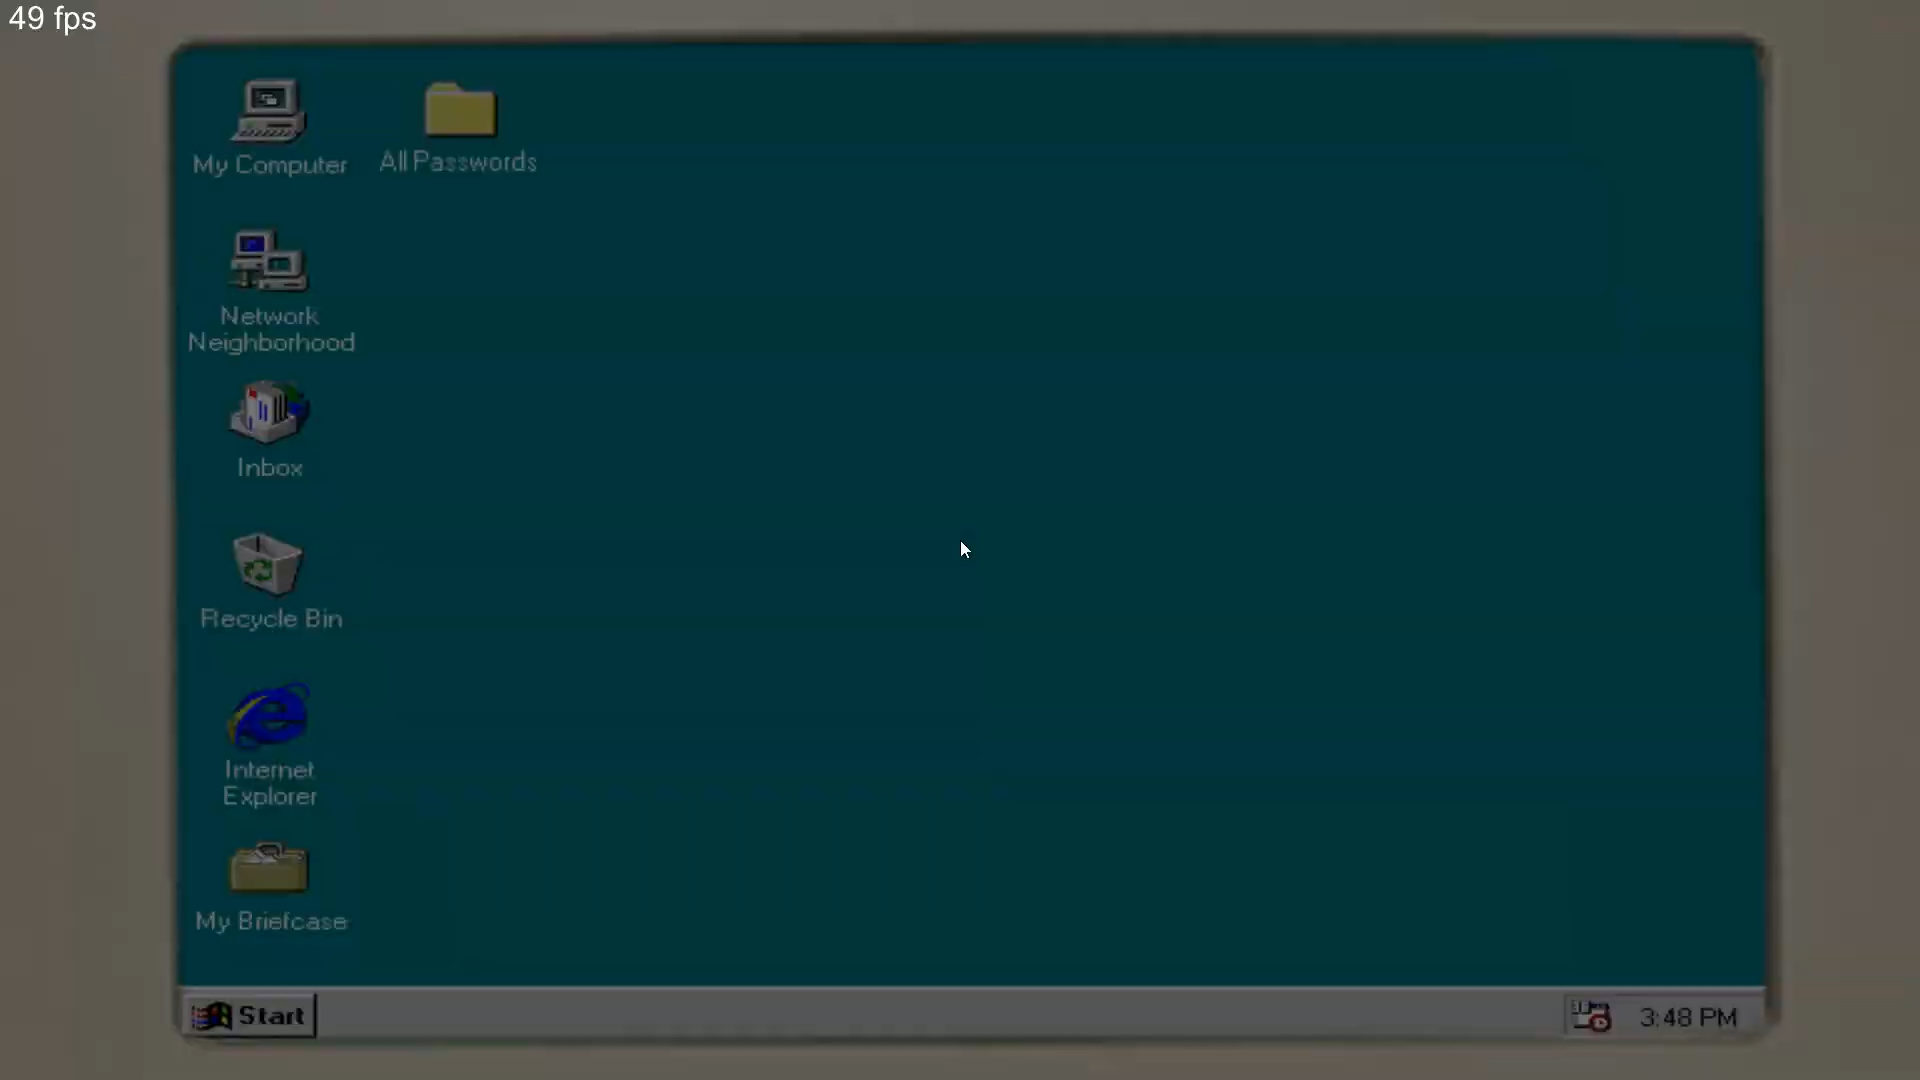 49 fps
My Computer
All Passwords
Network
Neighborhood
Inbox
Recycle Bin
Internet
Explorer
My Briefcase
Start
3:48 PM